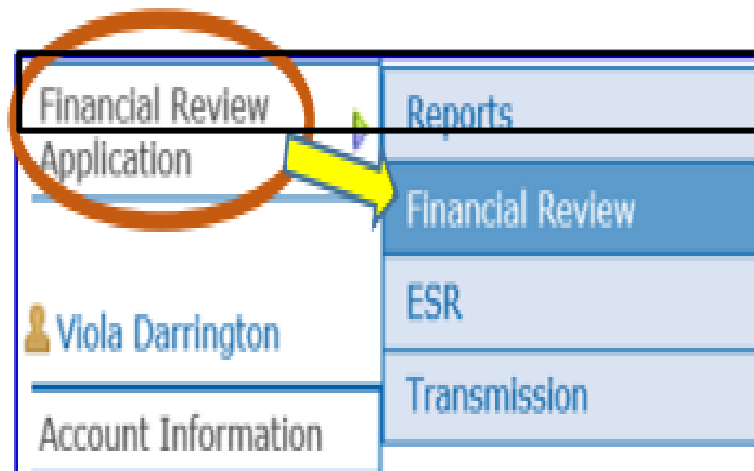 Financial Review
Application
Viola Darrington
Account Information
Reports
Financial Review
ESR
Transmission